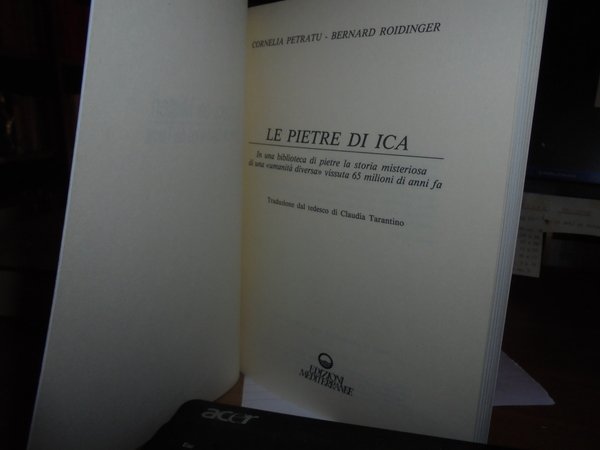 CORNELIA PETRATU - BERNARD ROIDINGER
LE PIETRE DI ICA
In una biblioteca di pietre la storia misteriosa
di una «umanità diversa» vissuta 65 milioni di anni fa
Traduzione dal tedesco di Claudia Tarantino
EDIZIONI
MEDITERRANEE
acer